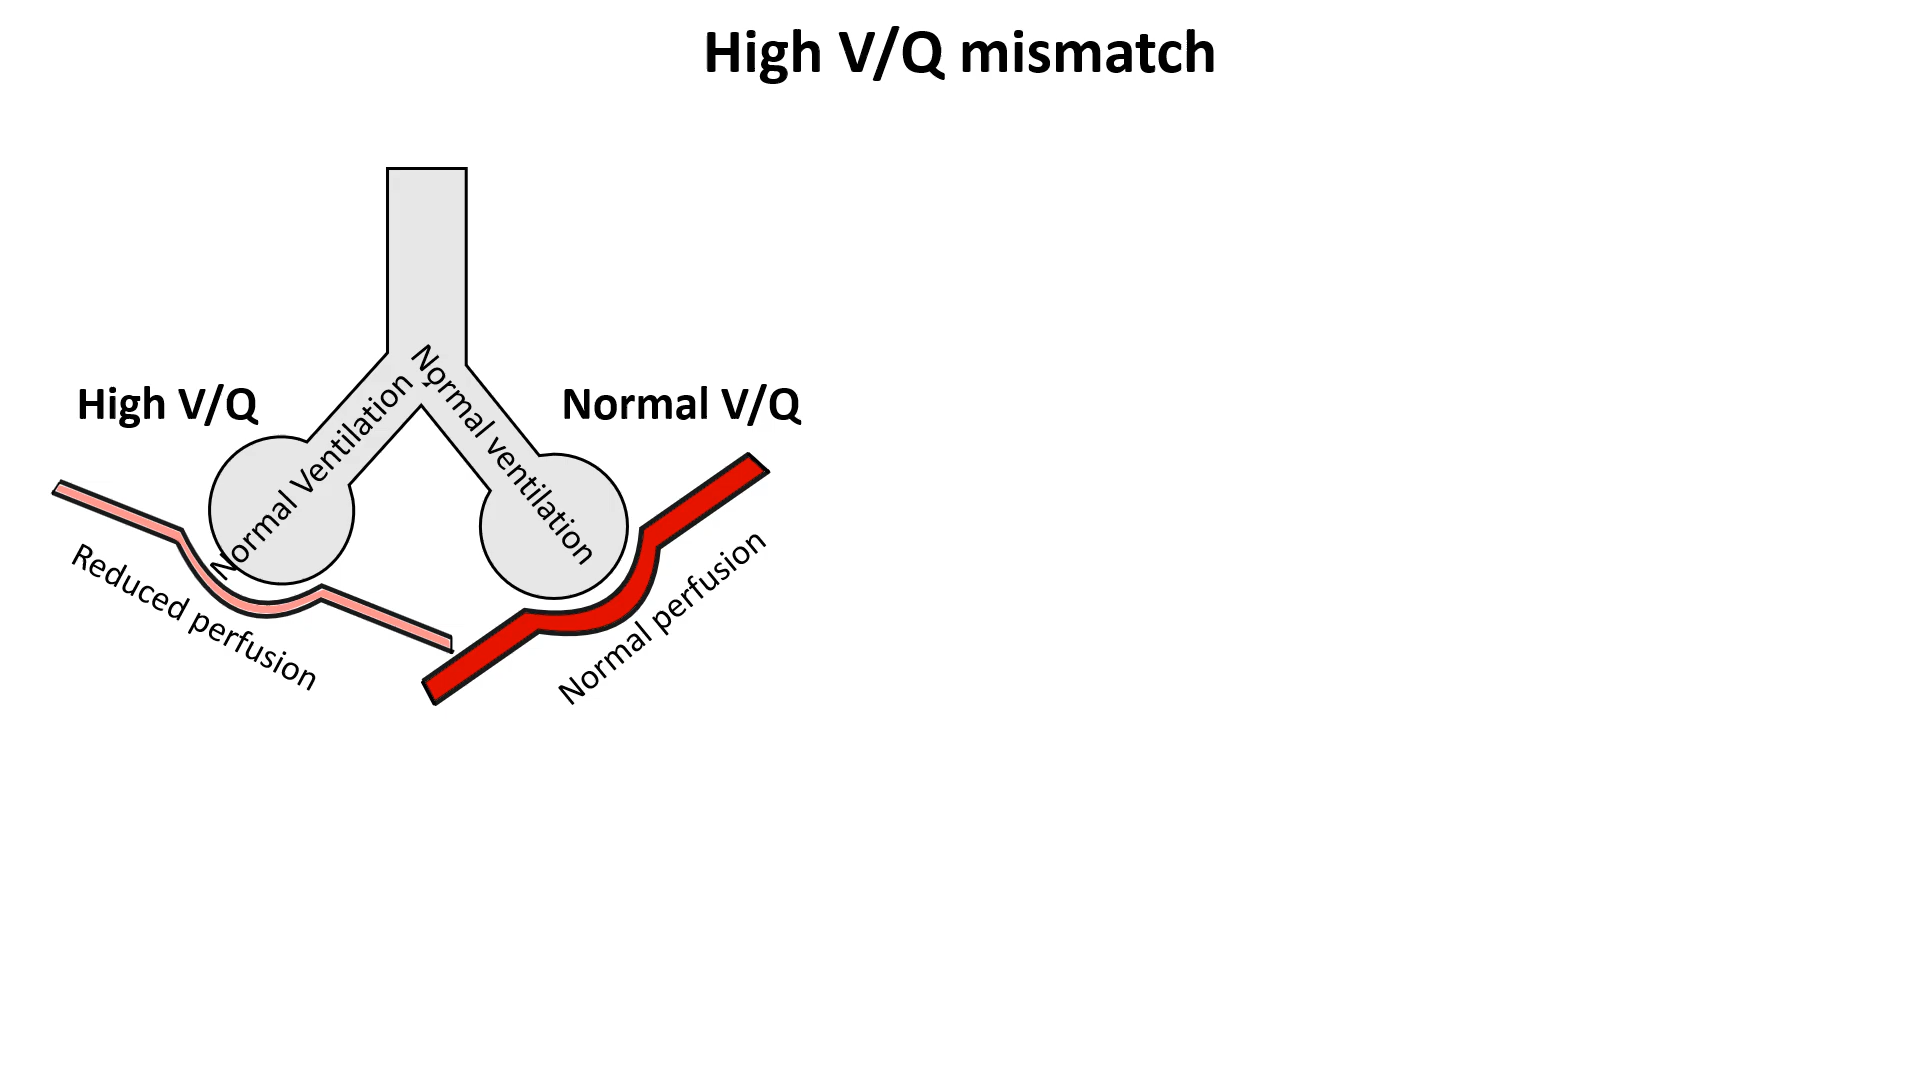 High V/Q mismatch
High V/Q
Normal V/Q
Normal Ventilation
Normal ventilation
Reduced perfusion
Normal perfusion